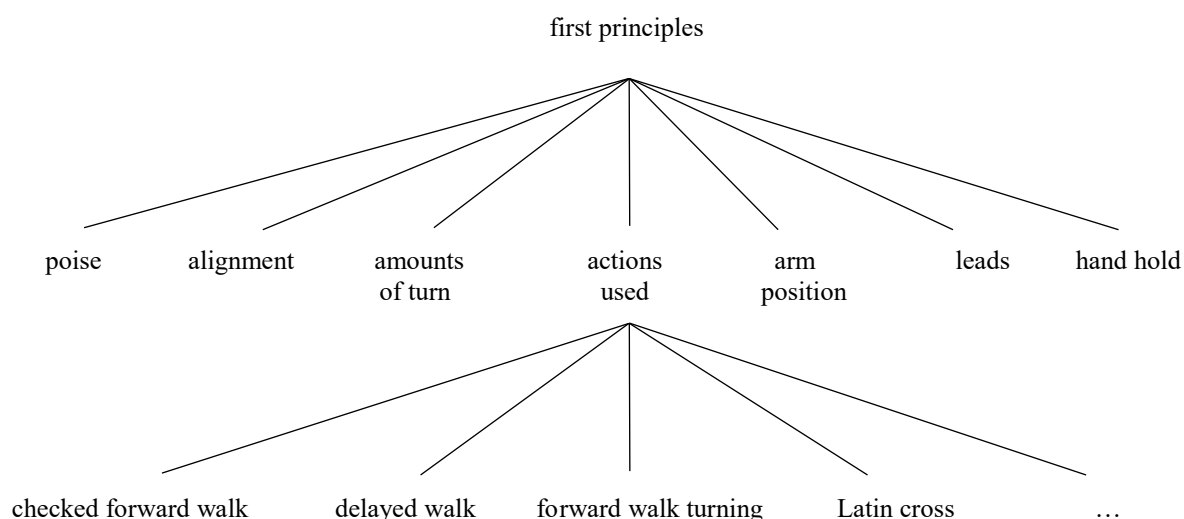 first principles
poise alignment amounts actions arm leads hand hold
of turn used position
checked forward walk delayed walk forward walk turning Latin cross …